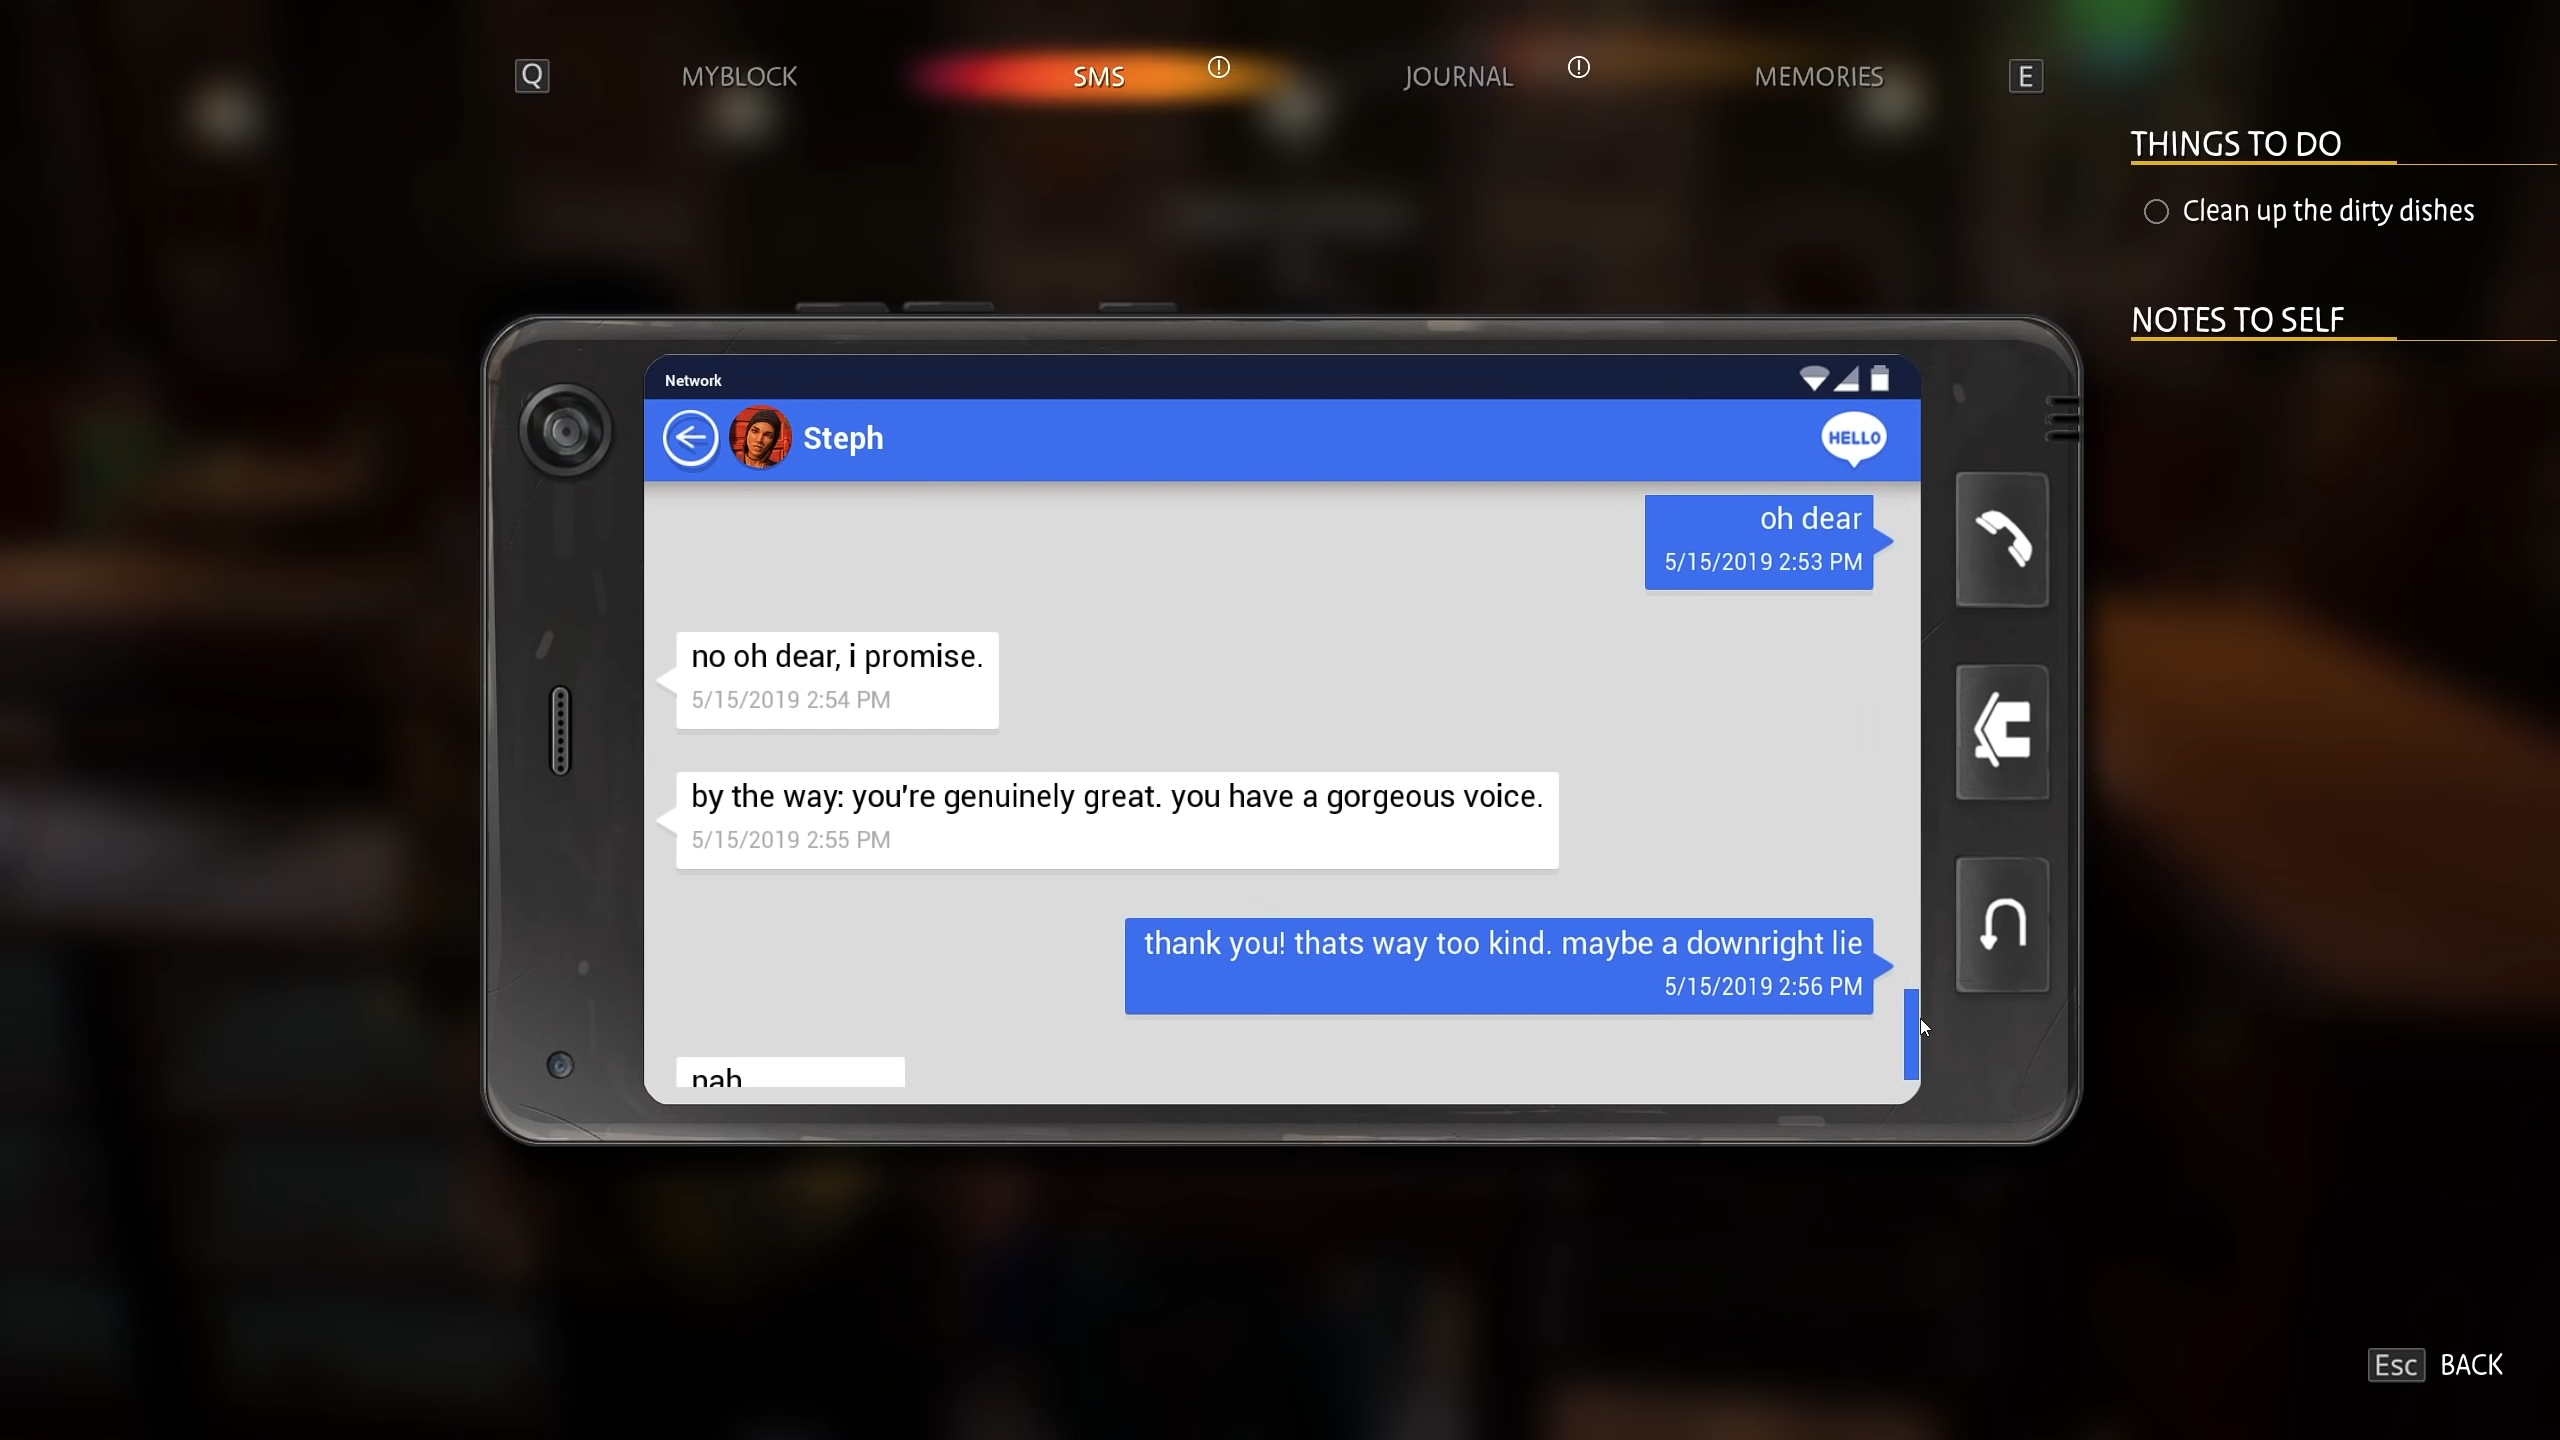 Q
MYBLOCK
SMS
JOURNAL
MEMORIES
E
THINGS TO DO
Clean up the dirty dishes
NOTES TO SELF
Network
Steph
HELLO
oh dear
5/15/2019 2:53 PM
no oh dear, i promise.
5/15/2019 2:54 PM
by the way: you're genuinely great. you have a gorgeous voice.
5/15/2019 2:55 PM
thank you! thats way too kind. maybe a downright lie
5/15/2019 2:56 PM
nah
Esc BACK